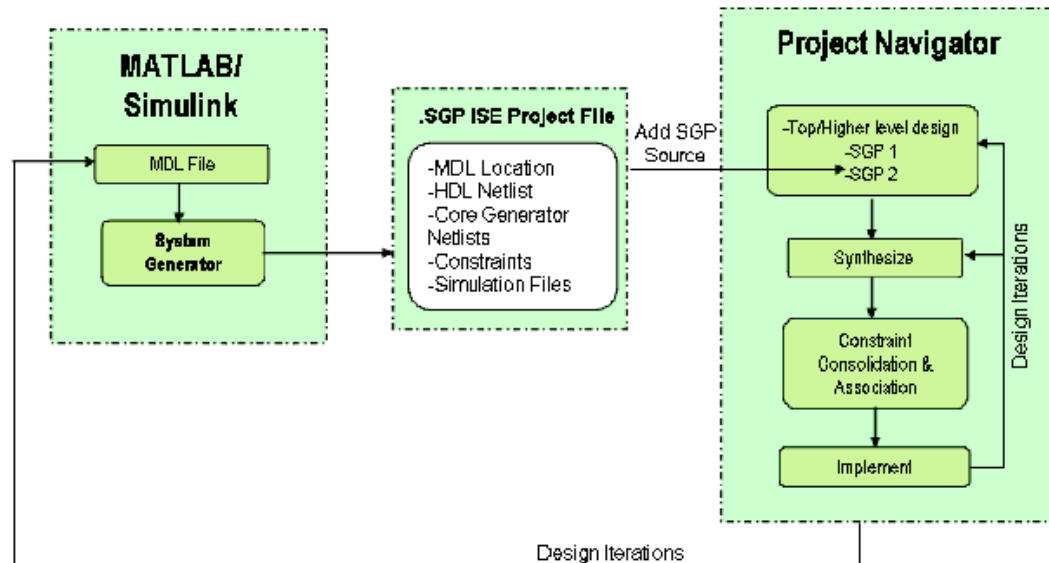 MATLAB/
Simulink
MDL File
System
Generator
.SGP ISE Project File
-MDL Location
-HDL Netlist
-Core Generator
Netlists
-Constraints
-Simulation Files
Add SGP
Source
Project Navigator
-Top/Higher level design
-SGP 1
-SGP 2
Synthesize
Constraint
Consolidation &
Association
Implement
Design Iterations
Design Iterations